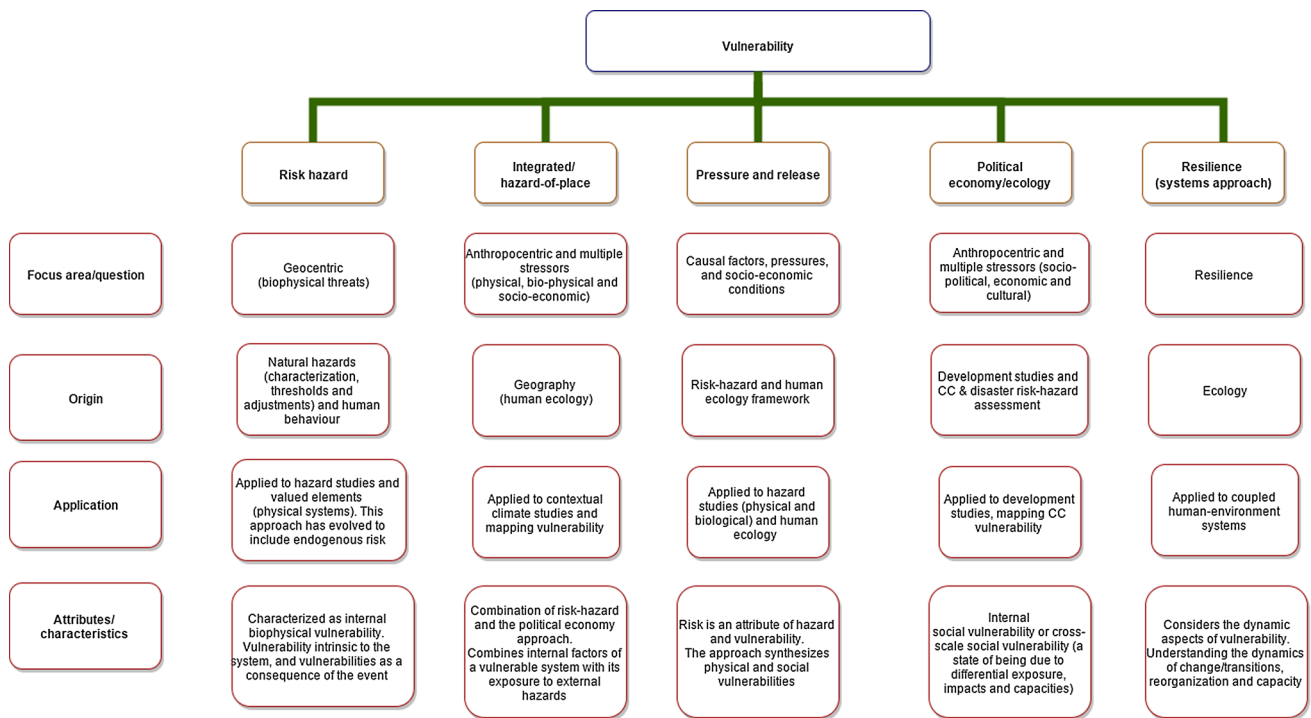 Vulnerability
Risk hazard
Integrated/
hazard-of-place
Pressure and release
Political
economy/ecology
Resilience
(systems approach)
Focus area/question
Geocentric
(biophysical threats)
Anthropocentric and multiple
stressors
(physical, bio-physical and
socio-economic)
Causal factors, pressures,
and socio-economic
conditions
Anthropocentric and
multiple stressors (socio-
political, economic and
cultural)
Resilience
Origin
Natural hazards
(characterization,
thresholds and
adjustments) and human
behaviour
Geography
(human ecology)
Risk-hazard and human
ecology framework
Development studies and
CC & disaster risk-hazard
assessment
Ecology
Application
Applied to hazard studies and
valued elements
(physical systems). This
approach has evolved to
include endogenous risk
Applied to contextual
climate studies and
mapping vulnerability
Applied to hazard
studies (physical and
biological) and human
ecology
Applied to development
studies, mapping CC
vulnerability
Applied to coupled
human-environment
systems
Attributes/
characteristics
Characterized as internal
biophysical vulnerability.
Vulnerability intrinsic to the
system, and vulnerabilities as a
consequence of the event
Combination of risk-hazard
and the political economy
approach.
Combines internal factors of
a vulnerable system with its
exposure to external
hazards
Risk is an attribute of
hazard and vulnerability.
The approach synthesizes
physical and social
vulnerabilities
Internal
social vulnerability or cross-
scale social vulnerability (a
state of being due to
differential exposure,
impacts and capacities)
Considers the dynamic
aspects of vulnerability.
Understanding the dynamics
of change/transitions,
reorganization and capacity